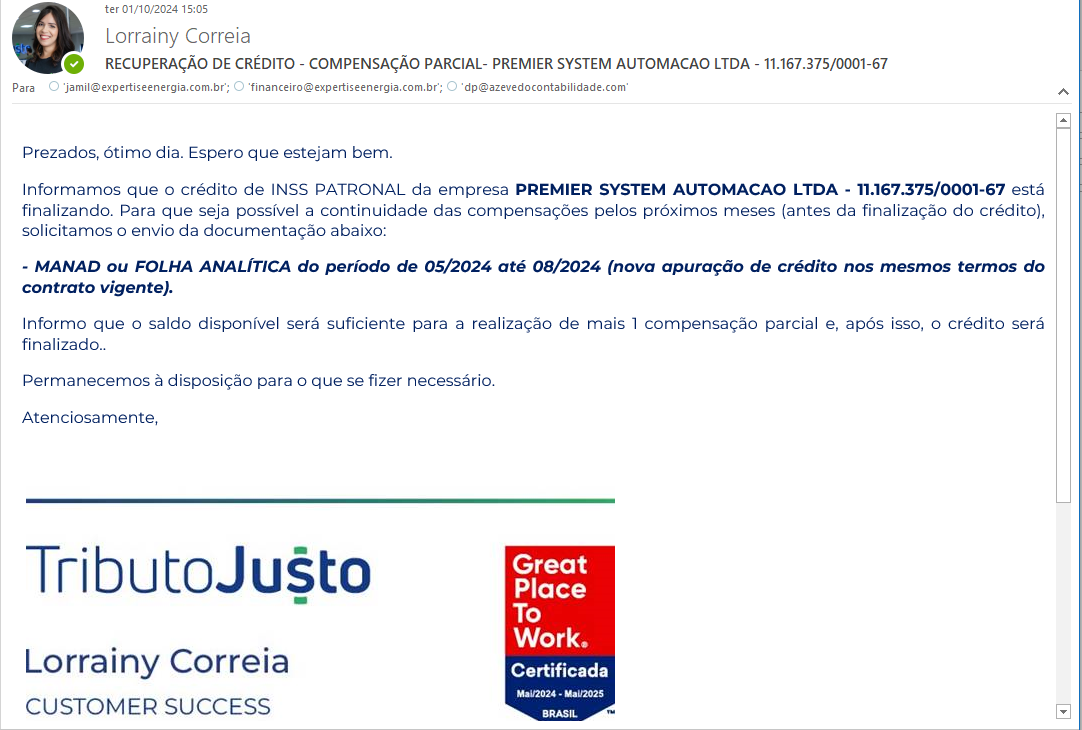 ter 01/10/2024 15:05
Lorrainy Correia
RECUPERAÇÃO DE CRÉDITO - COMPENSAÇÃO PARCIAL- PREMIER SYSTEM AUTOMACAO LTDA - 11.167.375/0001-67
Para 'jamil@expertiseenergia.com.br'; 'financeiro@expertiseenergia.com.br'; 'dp@azevedocontabilidade.com'
Prezados, ótimo dia. Espero que estejam bem.
Informamos que o crédito de INSS PATRONAL da empresa PREMIER SYSTEM AUTOMACAO LTDA - 11.167.375/0001-67 está
finalizando. Para que seja possível a continuidade das compensações pelos próximos meses (antes da finalização do crédito),
solicitamos o envio da documentação abaixo:
- MANAD ou FOLHA ANALÍTICA do período de 05/2024 até 08/2024 (nova apuração de crédito nos mesmos termos do
contrato vigente).
Informo que o saldo disponível será suficiente para a realização de mais 1 compensação parcial e, após isso, o crédito será
finalizado..
Permanecemos à disposição para o que se fizer necessário.
Atenciosamente,
TributoJusto
Great
Place
To
Work®
Certificada
Mai/2024 - Mai/2025
BRASIL ™
Lorrainy Correia
CUSTOMER SUCCESS